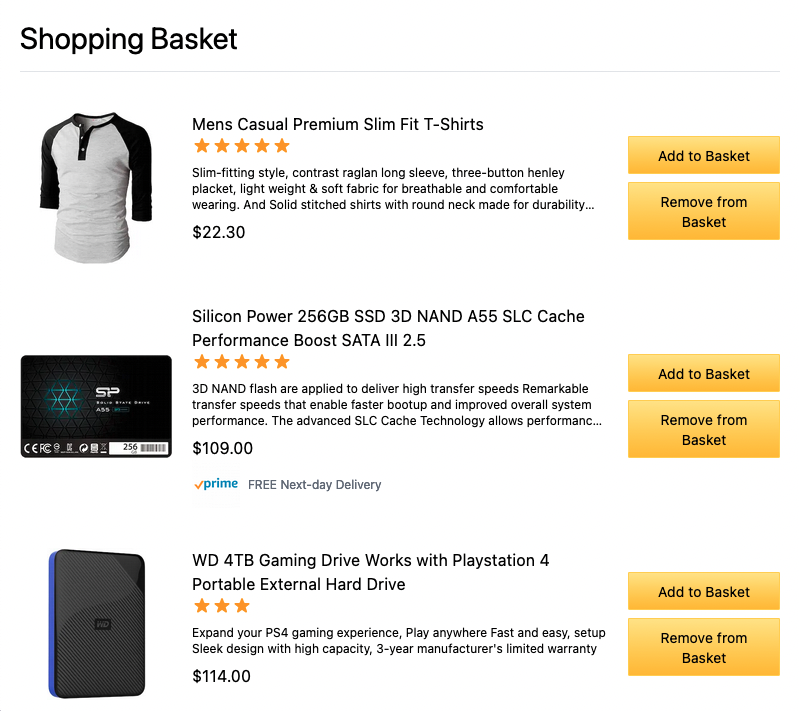 Shopping Basket
Mens Casual Premium Slim Fit T-Shirts
Slim-fitting style, contrast raglan long sleeve, three-button henley
placket, light weight & soft fabric for breathable and comfortable
wearing. And Solid stitched shirts with round neck made for durability...
$22.30
Add to Basket
Remove from
Basket
Silicon Power 256GB SSD 3D NAND A55 SLC Cache
Performance Boost SATA III 2.5
3D NAND flash are applied to deliver high transfer speeds Remarkable
transfer speeds that enable faster bootup and improved overall system
performance. The advanced SLC Cache Technology allows performanc...
$109.00
prime FREE Next-day Delivery
SP
SOLID STATE DRIVE
A55
256
GB
Add to Basket
Remove from
Basket
WD 4TB Gaming Drive Works with Playstation 4
Portable External Hard Drive
Expand your PS4 gaming experience, Play anywhere Fast and easy, setup
Sleek design with high capacity, 3-year manufacturer's limited warranty
$114.00
WD
Add to Basket
Remove from
Basket